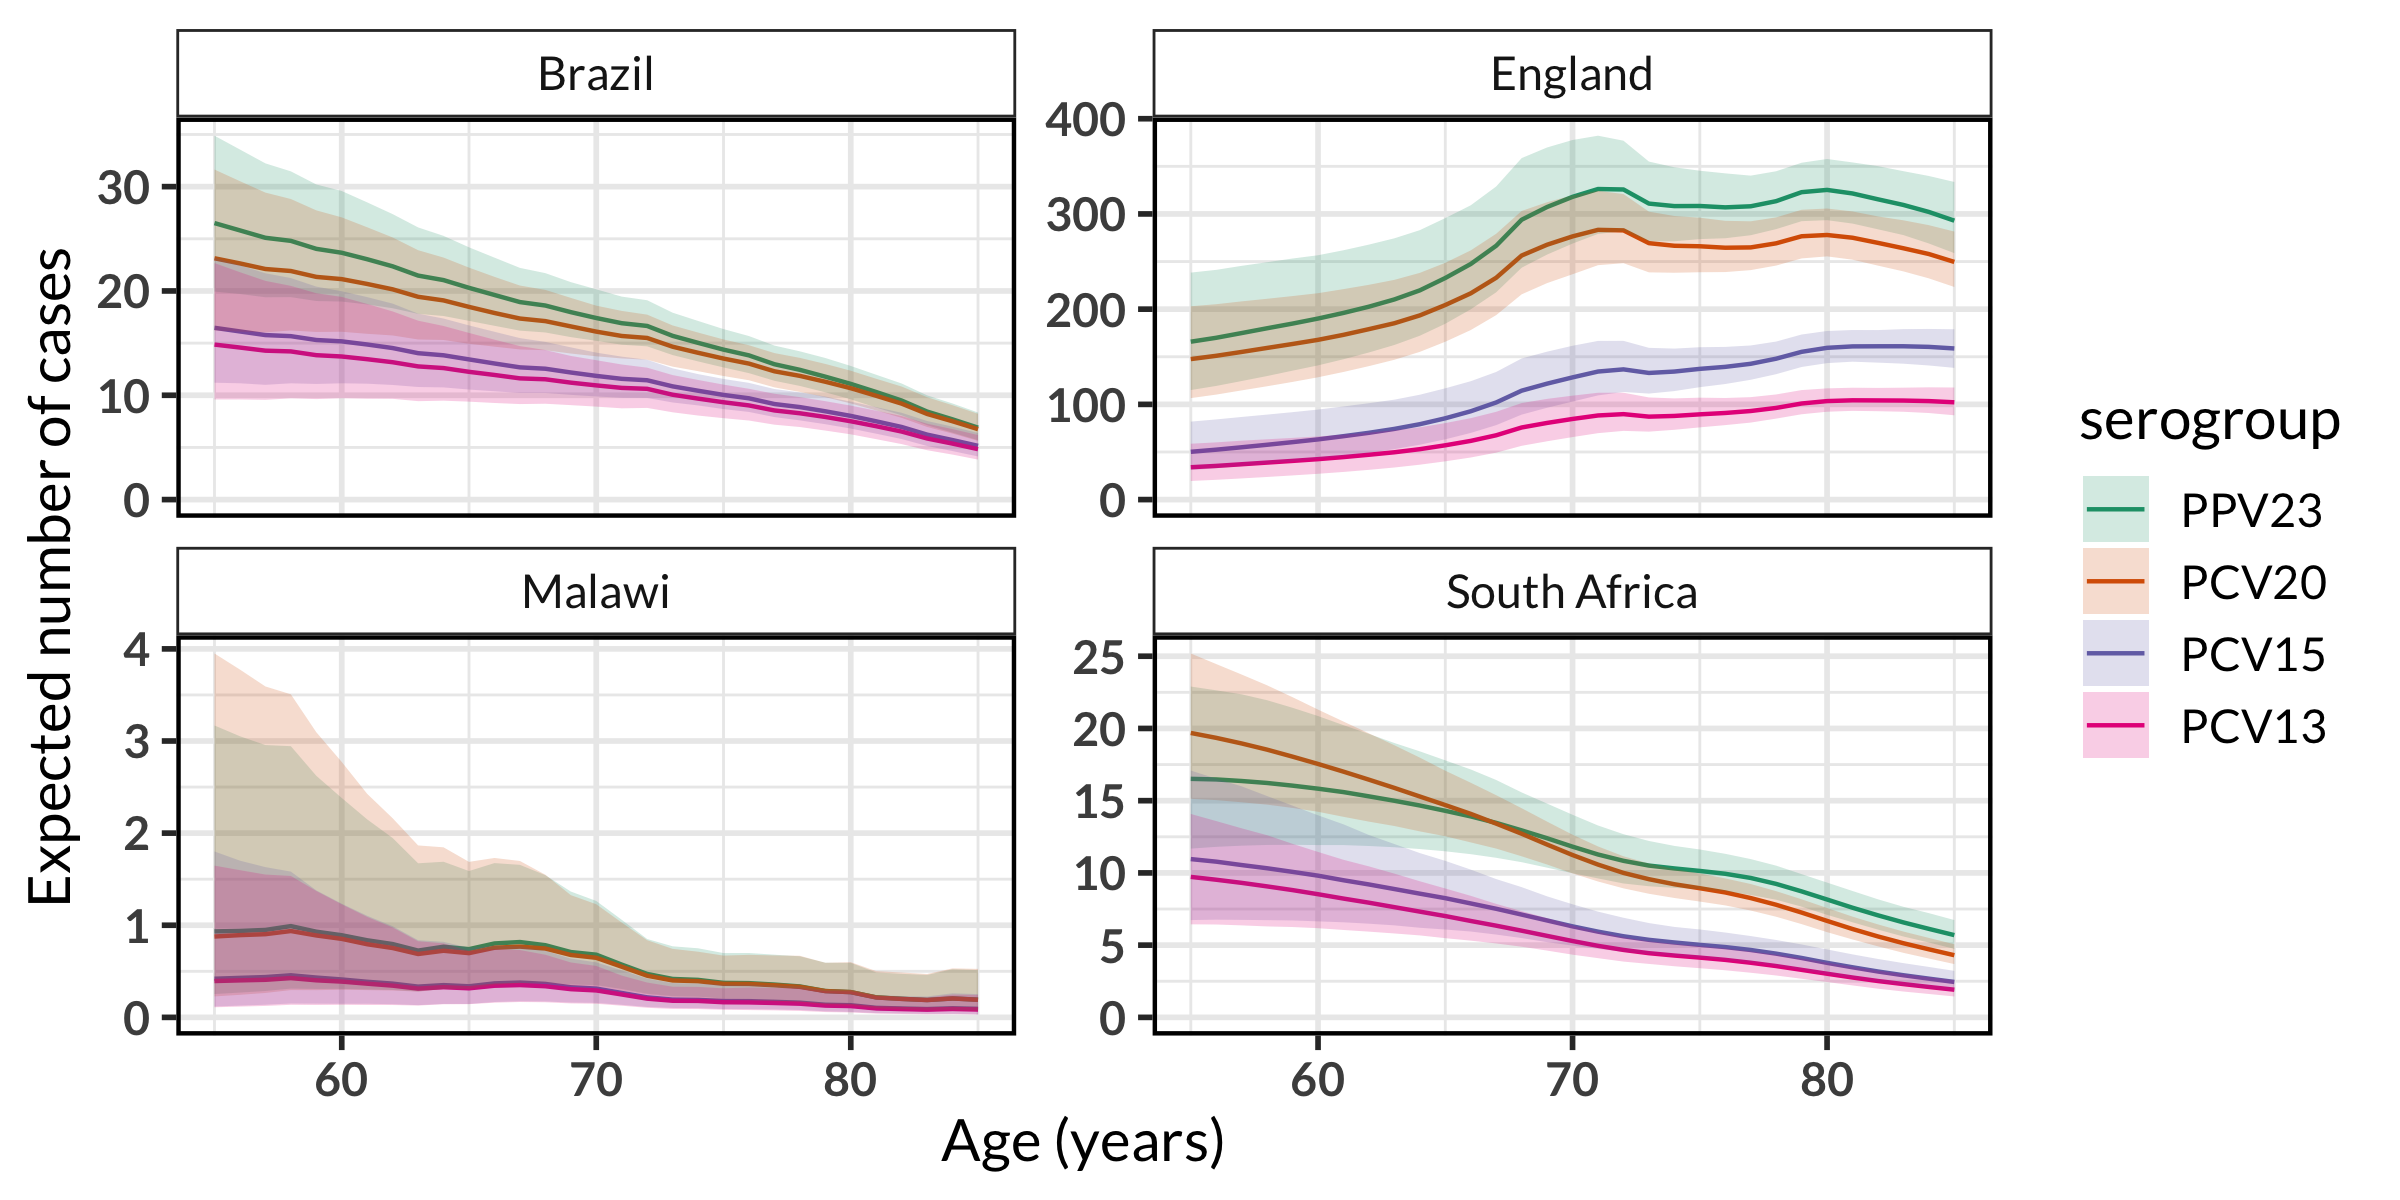 Brazil
England
30
20
10
0
400
300
200
100
0
Malawi
South Africa
4
3
2
1
0
25
20
15
10
5
0
60 70 80
60 70 80
Age (years)
Expected number of cases
serogroup
PPV23
PCV20
PCV15
PCV13